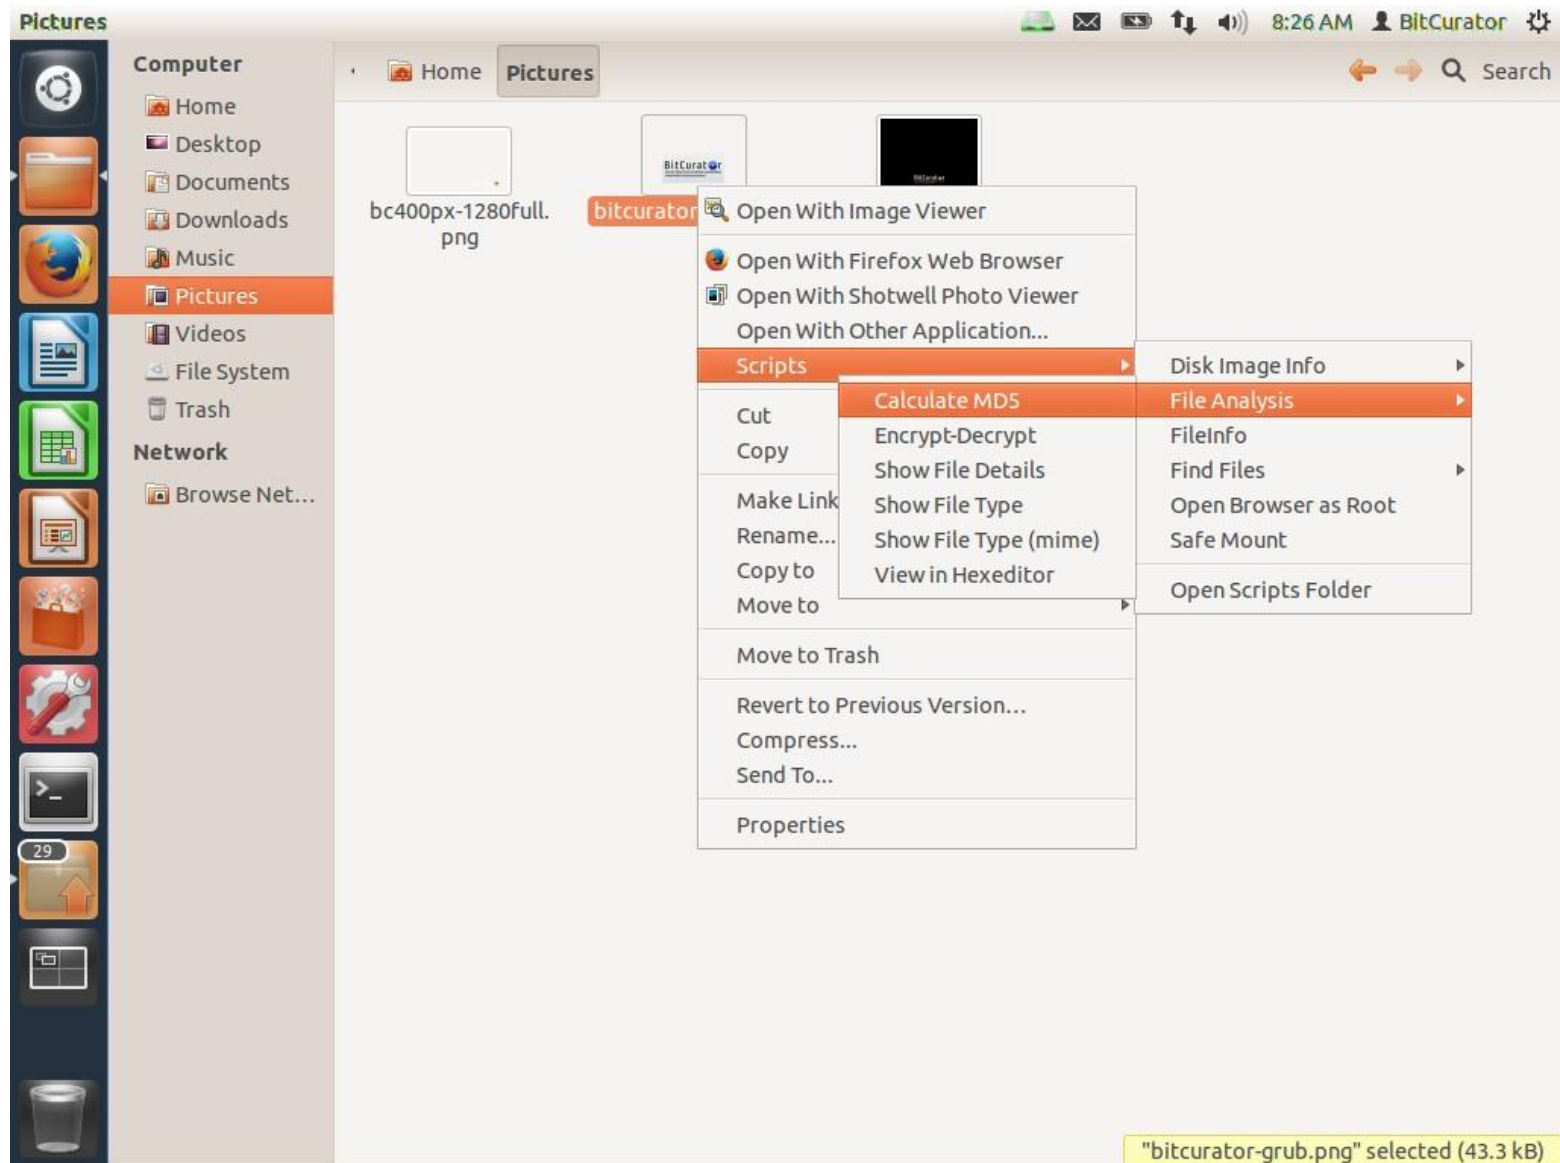 Pictures
8:26 AM BitCurator
Computer
Home
Desktop
Documents
Downloads
Music
Pictures
Videos
File System
Trash
Network
Browse Net...
Home Pictures
Search
bc400px-1280full.
png
BitCurator
bitcurator
BitCurator
Open With Image Viewer
Open With Firefox Web Browser
Open With Shotwell Photo Viewer
Open With Other Application...
Scripts
Cut
Copy
Make Link
Rename...
Copy to
Move to
Move to Trash
Revert to Previous Version...
Compress...
Send To...
Properties
Calculate MD5
Encrypt-Decrypt
Show File Details
Show File Type
Show File Type (mime)
View in Hexeditor
Disk Image Info
File Analysis
FileInfo
Find Files
Open Browser as Root
Safe Mount
Open Scripts Folder
29
>_
"bitcurator-grub.png" selected (43.3 kB)